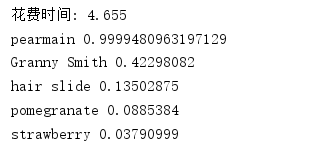 花费时间: 4.655
pearmain 0.9999480963197129
Granny Smith 0.42298082
hair slide 0.13502875
pomegranate 0.0885384
strawberry 0.03790999